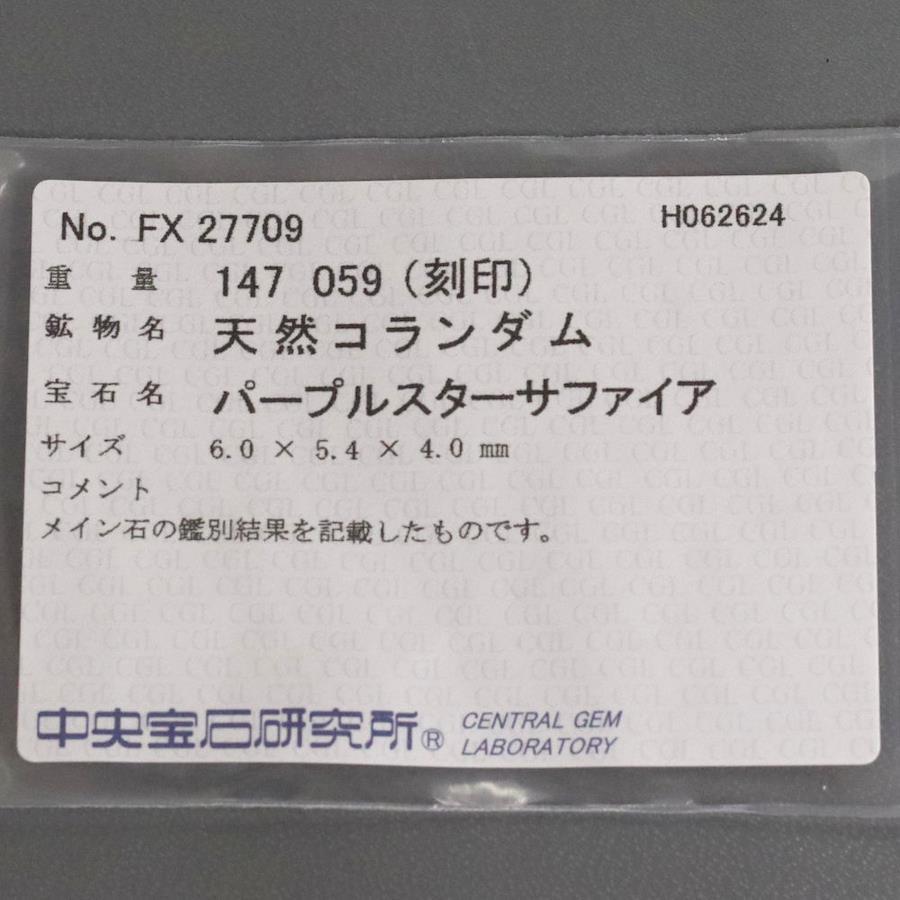 No. FX 27709
H062624
重量 147 059 (刻印)
鉱物名 天然コランダム
宝石名 パープルスターサファイア
サイズ 6.0 × 5.4 × 4.0 ㎜
コメント
メイン石の鑑別結果を記載したものです。
中央宝石研究所® CENTRAL GEM
LABORATORY